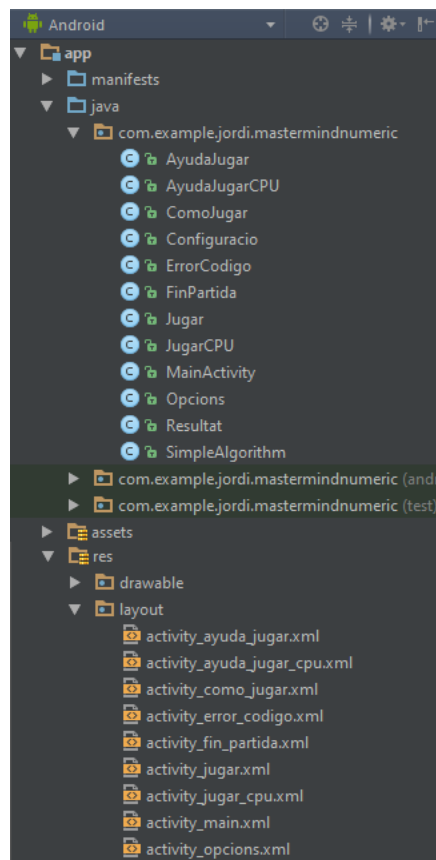 Android
app
manifests
java
com.example.jordi.mastermindnumeric
AyudaJugar
AyudaJugarCPU
ComoJugar
Configuracio
ErrorCodigo
FinPartida
Jugar
JugarCPU
MainActivity
Opcions
Resultat
SimpleAlgorithm
com.example.jordi.mastermindnumeric (andr
com.example.jordi.mastermindnumeric (test)
assets
res
drawable
layout
activity_ayuda_jugar.xml
activity_ayuda_jugar_cpu.xml
activity_como_jugar.xml
activity_error_codigo.xml
activity_fin_partida.xml
activity_jugar.xml
activity_jugar_cpu.xml
activity_main.xml
activity_opcions.xml